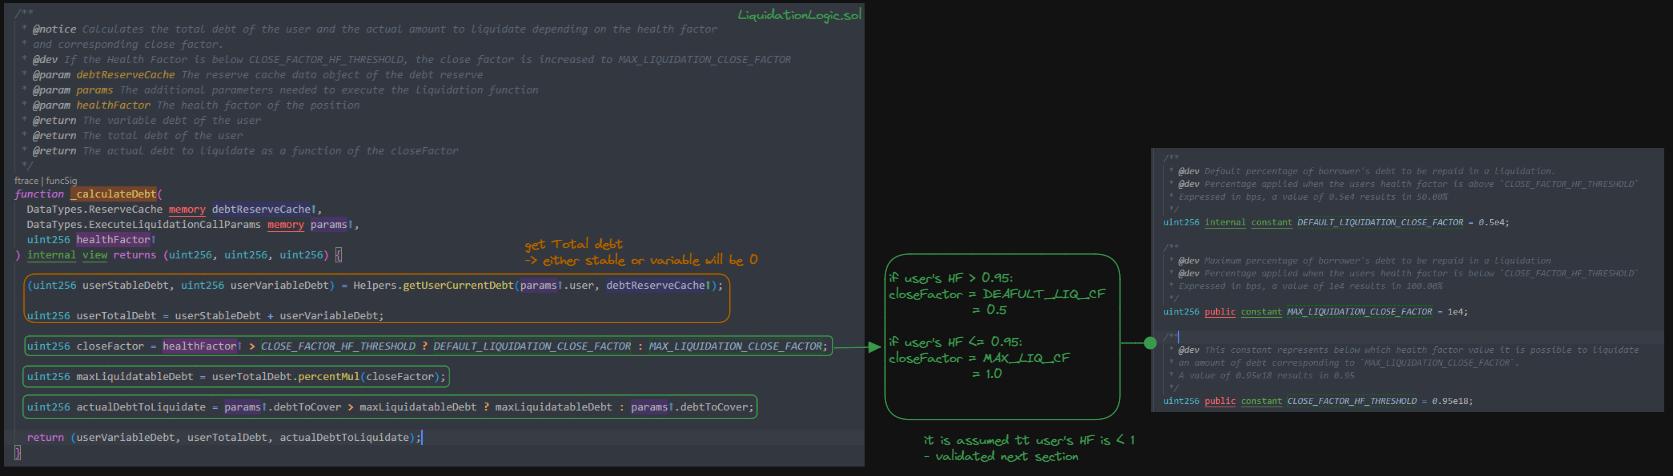 LiquidationLogic.sol
/**
* @notice Calculates the total debt of the user and the actual amount to liquidate depending on the health factor
* and corresponding close factor.
* @dev If the Health Factor is below CLOSE_FACTOR_HF_THRESHOLD, the close factor is increased to MAX_LIQUIDATION_CLOSE_FACTOR
* @param debtReserveCache The reserve cache data object of the debt reserve
* @param params The additional parameters needed to execute the liquidation function
* @param healthFactor The health factor of the position
* @return The variable debt of the user
* @return The total debt of the user
* @return The actual debt to liquidate as a function of the closeFactor
*/
ftrace | funcSig
function _calculateDebt(
DataTypes.ReserveCache memory debtReserveCache↑,
DataTypes.ExecuteLiquidationCallParams memory params↑,
uint256 healthFactor↑
) internal view returns (uint256, uint256, uint256) {
get Total debt
-> either stable or variable will be 0
(uint256 userStableDebt, uint256 userVariableDebt) = Helpers.getUserCurrentDebt(params↑.user, debtReserveCache↑);
uint256 userTotalDebt = userStableDebt + userVariableDebt;
uint256 closeFactor = healthFactor↑ > CLOSE_FACTOR_HF_THRESHOLD ? DEFAULT_LIQUIDATION_CLOSE_FACTOR : MAX_LIQUIDATION_CLOSE_FACTOR;
uint256 maxLiquidatableDebt = userTotalDebt.percentMul(closeFactor);
uint256 actualDebtToLiquidate = params↑.debtToCover > maxLiquidatableDebt ? maxLiquidatableDebt : params↑.debtToCover;
return (userVariableDebt, userTotalDebt, actualDebtToLiquidate);
}
if user's HF > 0.95:
closeFactor = DEAFULT_LIQ_CF
= 0.5
if user's HF <= 0.95:
closeFactor = MAX_LIQ_CF
= 1.0
it is assumed tt user's HF is < 1
- validated next section
/**
* @dev Default percentage of borrower's debt to be repaid in a liquidation.
* @dev Percentage applied when the users health factor is above `CLOSE_FACTOR_HF_THRESHOLD`
* Expressed in bps, a value of 0.5e4 results in 50.00%
*/
uint256 internal constant DEFAULT_LIQUIDATION_CLOSE_FACTOR = 0.5e4;
/**
* @dev Maximum percentage of borrower's debt to be repaid in a liquidation
* @dev Percentage applied when the users health factor is below `CLOSE_FACTOR_HF_THRESHOLD`
* Expressed in bps, a value of 1e4 results in 100.00%
*/
uint256 public constant MAX_LIQUIDATION_CLOSE_FACTOR = 1e4;
/**
* @dev This constant represents below which health factor value it is possible to liquidate
* an amount of debt corresponding to `MAX_LIQUIDATION_CLOSE_FACTOR`.
* A value of 0.95e18 results in 0.95
*/
uint256 public constant CLOSE_FACTOR_HF_THRESHOLD = 0.95e18;